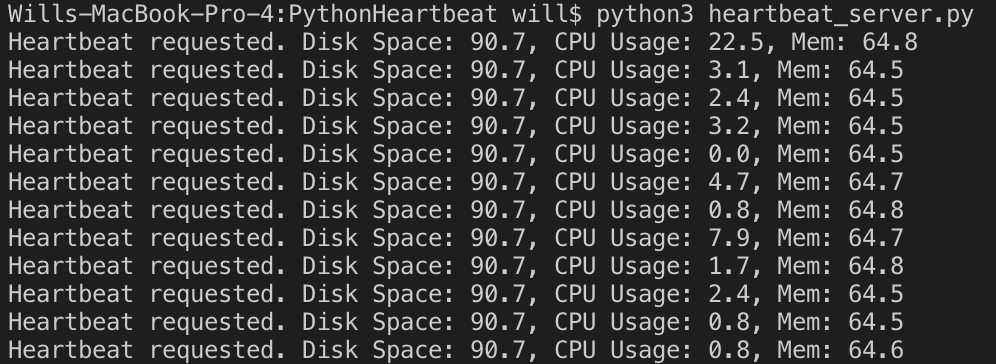 Wills-MacBook-Pro-4:PythonHeartbeat will$ python3 heartbeat_server.py
Heartbeat requested. Disk Space: 90.7, CPU Usage: 22.5, Mem: 64.8
Heartbeat requested. Disk Space: 90.7, CPU Usage: 3.1, Mem: 64.5
Heartbeat requested. Disk Space: 90.7, CPU Usage: 2.4, Mem: 64.5
Heartbeat requested. Disk Space: 90.7, CPU Usage: 3.2, Mem: 64.5
Heartbeat requested. Disk Space: 90.7, CPU Usage: 0.0, Mem: 64.5
Heartbeat requested. Disk Space: 90.7, CPU Usage: 4.7, Mem: 64.7
Heartbeat requested. Disk Space: 90.7, CPU Usage: 0.8, Mem: 64.8
Heartbeat requested. Disk Space: 90.7, CPU Usage: 7.9, Mem: 64.7
Heartbeat requested. Disk Space: 90.7, CPU Usage: 1.7, Mem: 64.8
Heartbeat requested. Disk Space: 90.7, CPU Usage: 2.4, Mem: 64.5
Heartbeat requested. Disk Space: 90.7, CPU Usage: 0.8, Mem: 64.5
Heartbeat requested. Disk Space: 90.7, CPU Usage: 0.8, Mem: 64.6